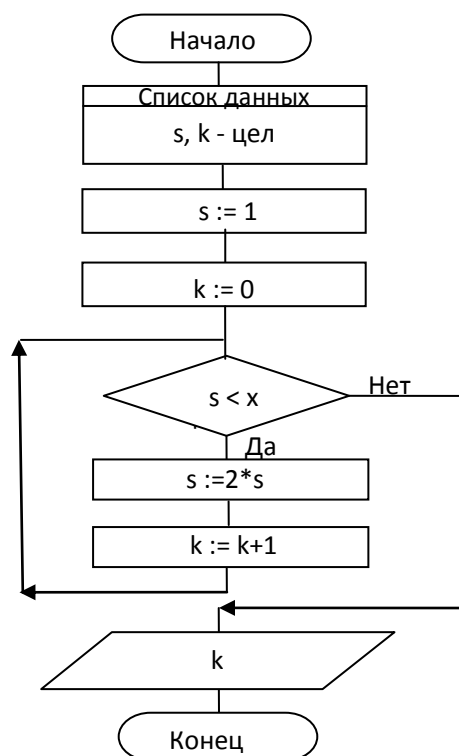 Начало
Список данных
s, k - цел
s := 1
k := 0
s < x
Нет
Да
s :=2*s
k := k+1
k
Конец